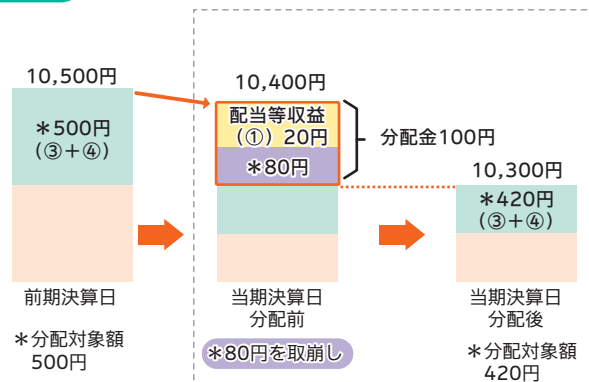 10,500円
＊500円
（③＋④）
前期決算日
＊分配対象額
500円
10,400円
配当等収益
（①）20円
＊80円
分配金100円
当期決算日
分配前
＊80円を取崩し
10,300円
＊420円
（③＋④）
当期決算日
分配後
＊分配対象額
420円